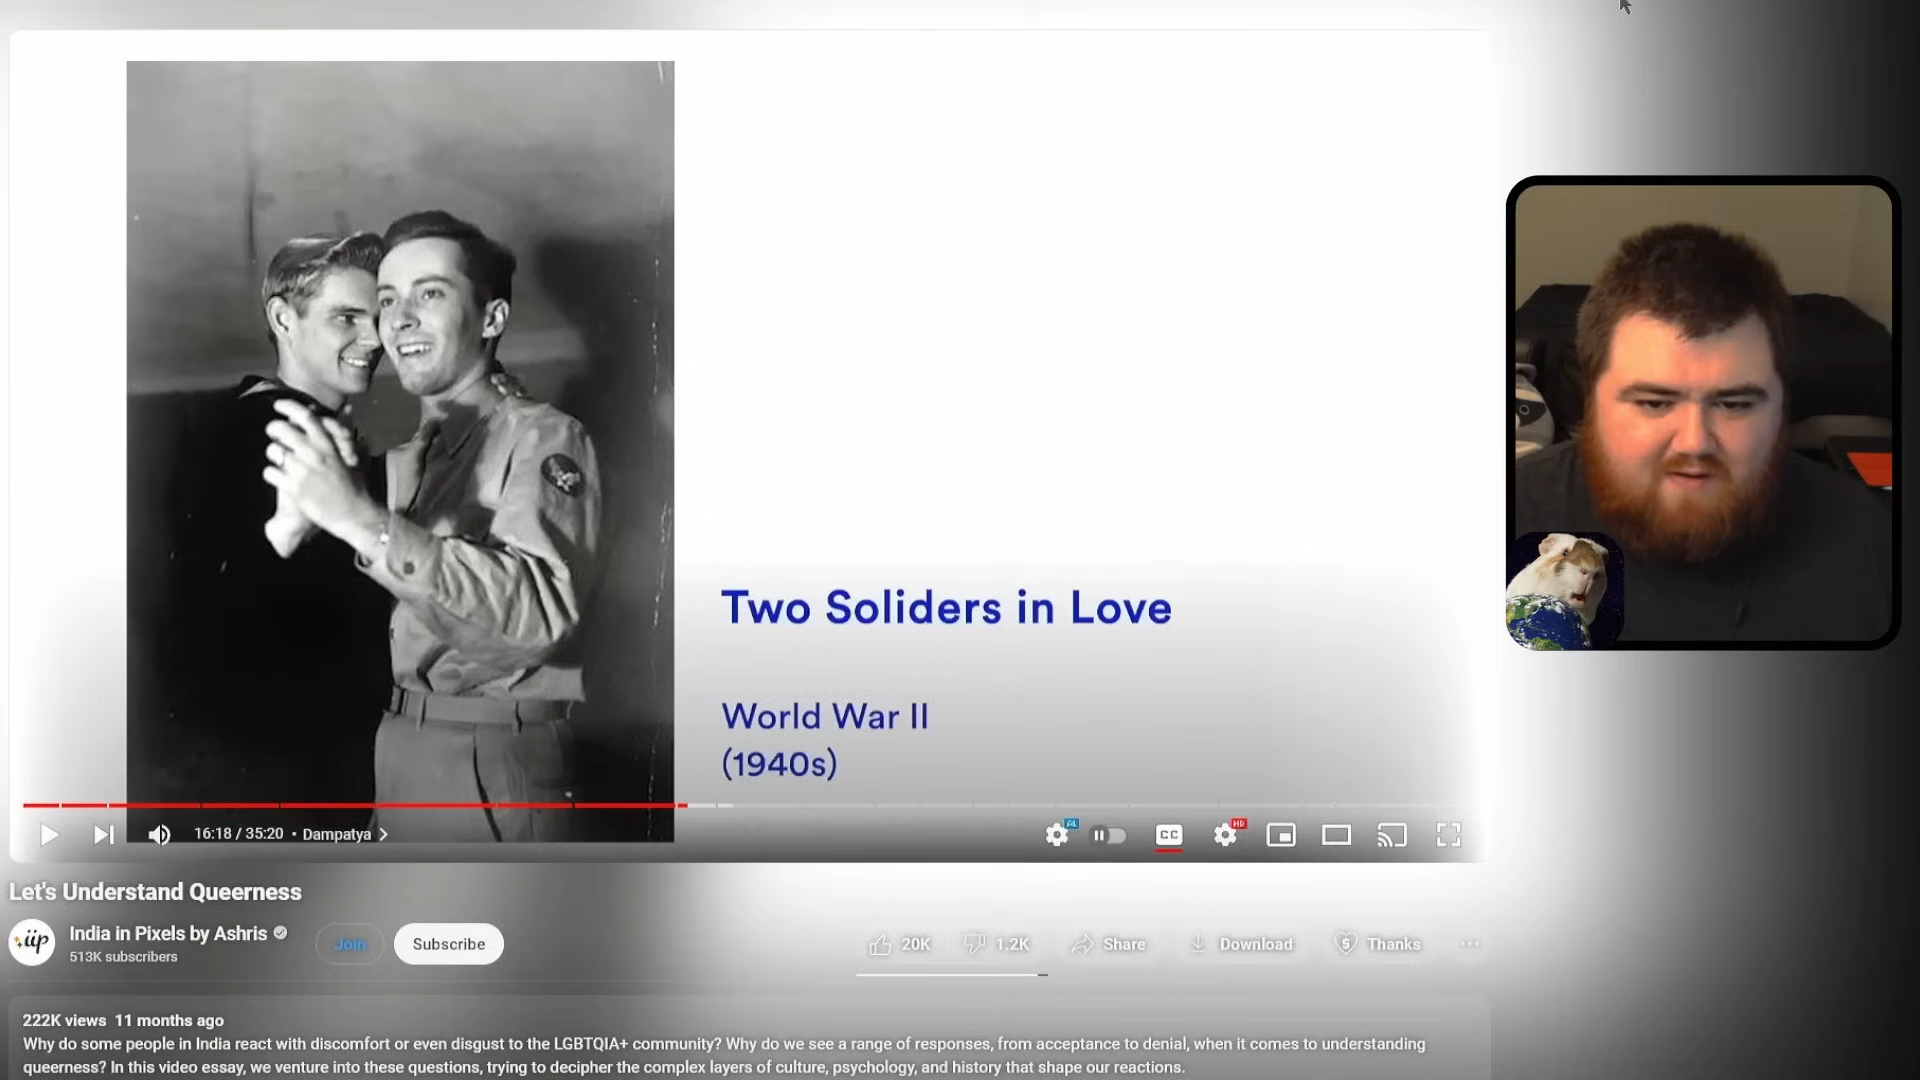 Two Soliders in Love
World War II
(1940s)
16:18 / 35:20 • Dampatya
AL
CC
HD
Let's Understand Queerness
iip
India in Pixels by Ashris
513K subscribers
Join
Subscribe
20K
1.2K
Share
Download
Thanks
222K views 11 months ago
Why do some people in India react with discomfort or even disgust to the LGBTQIA+ community? Why do we see a range of responses, from acceptance to denial, when it comes to understanding
queerness? In this video essay, we venture into these questions, trying to decipher the complex layers of culture, psychology, and history that shape our reactions.